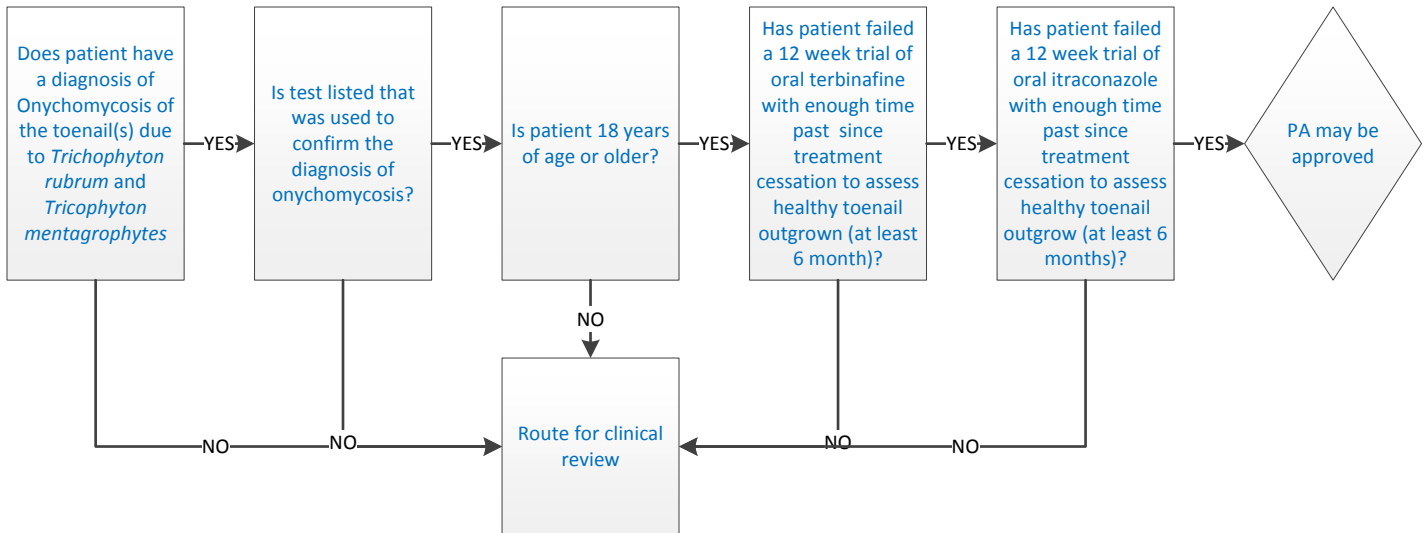 Does patient have
a diagnosis of
Onychomycosis of
the toenail(s) due
to Trichophyton
rubrum and
Tricophyton
mentagrophytes
YES
Is test listed that
was used to
confirm the
diagnosis of
onychomycosis?
YES
Is patient 18 years
of age or older?
YES
Has patient failed
a 12 week trial of
oral terbinafine
with enough time
past since
treatment
cessation to assess
healthy toenail
outgrown (at least
6 month)?
YES
Has patient failed
a 12 week trial of
oral itraconazole
with enough time
past since
treatment
cessation to assess
healthy toenail
outgrow (at least 6
months)?
YES
PA may be
approved
NO
NO
NO
Route for clinical
review
NO
NO